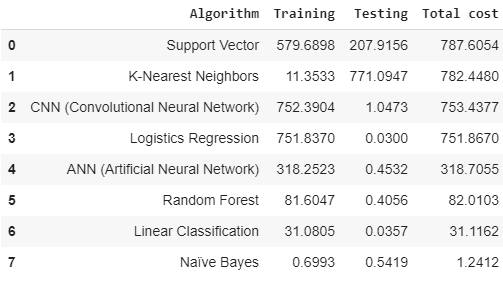 Algorithm Training Testing Total cost
0 Support Vector 579.6898 207.9156 787.6054
1 K-Nearest Neighbors 11.3533 771.0947 782.4480
2 CNN (Convolutional Neural Network) 752.3904 1.0473 753.4377
3 Logistics Regression 751.8370 0.0300 751.8670
4 ANN (Artificial Neural Network) 318.2523 0.4532 318.7055
5 Random Forest 81.6047 0.4056 82.0103
6 Linear Classification 31.0805 0.0357 31.1162
7 Naïve Bayes 0.6993 0.5419 1.2412